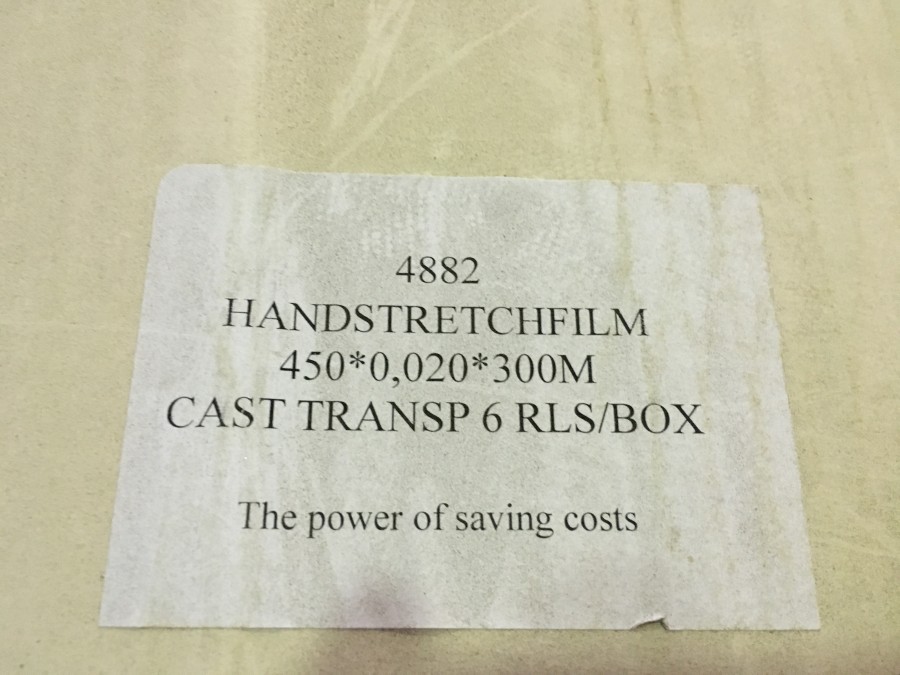 4882
HANDSTRETCHFILM
450*0,020*300M
CAST TRANSP 6 RLS/BOX
The power of saving costs